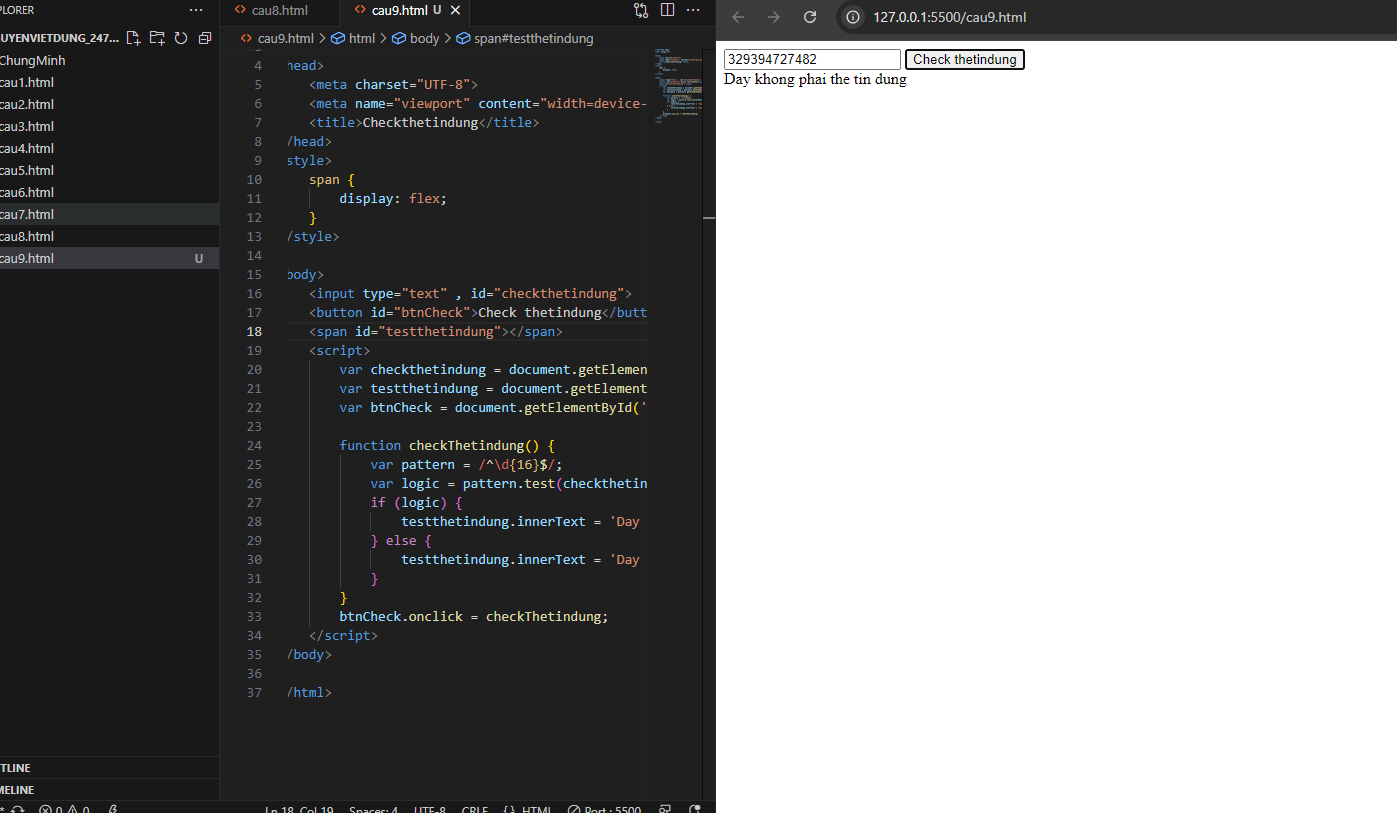 PLORER ···
UYENVIETDUNG_247...
ChungMinh
cau1.html
cau2.html
cau3.html
cau4.html
cau5.html
cau6.html
cau7.html
cau8.html
cau9.html U
TLINE
MELINE
cau8.html
cau9.html U
cau9.html > html > body > span#testthetindung
4 head>
5 <meta charset="UTF-8">
6 <meta name="viewport" content="width=device-
7 <title>Checkthetindung</title>
8 /head>
9 style>
10 span {
11 display: flex;
12 }
13 /style>
14
15 body>
16 <input type="text" , id="checkthetindung">
17 <button id="btnCheck">Check thetindung</butt
18 <span id="testthetindung"></span>
19 <script>
20 var checkthetindung = document.getElemen
21 var testthetindung = document.getElement
22 var btnCheck = document.getElementById('
23
24 function checkThetindung() {
25 var pattern = /^\d{16}$/;
26 var logic = pattern.test(checkthetin
27 if (logic) {
28 testthetindung.innerText = 'Day
29 } else {
30 testthetindung.innerText = 'Day
31 }
32 }
33 btnCheck.onclick = checkThetindung;
34 </script>
35 /body>
36
37 /html>
0 0
Ln 18, Col 19 Spaces: 4 UTF-8 CRLF {} HTML Port : 5500
127.0.0.1:5500/cau9.html
329394727482 Check thetindung
Day khong phai the tin dung